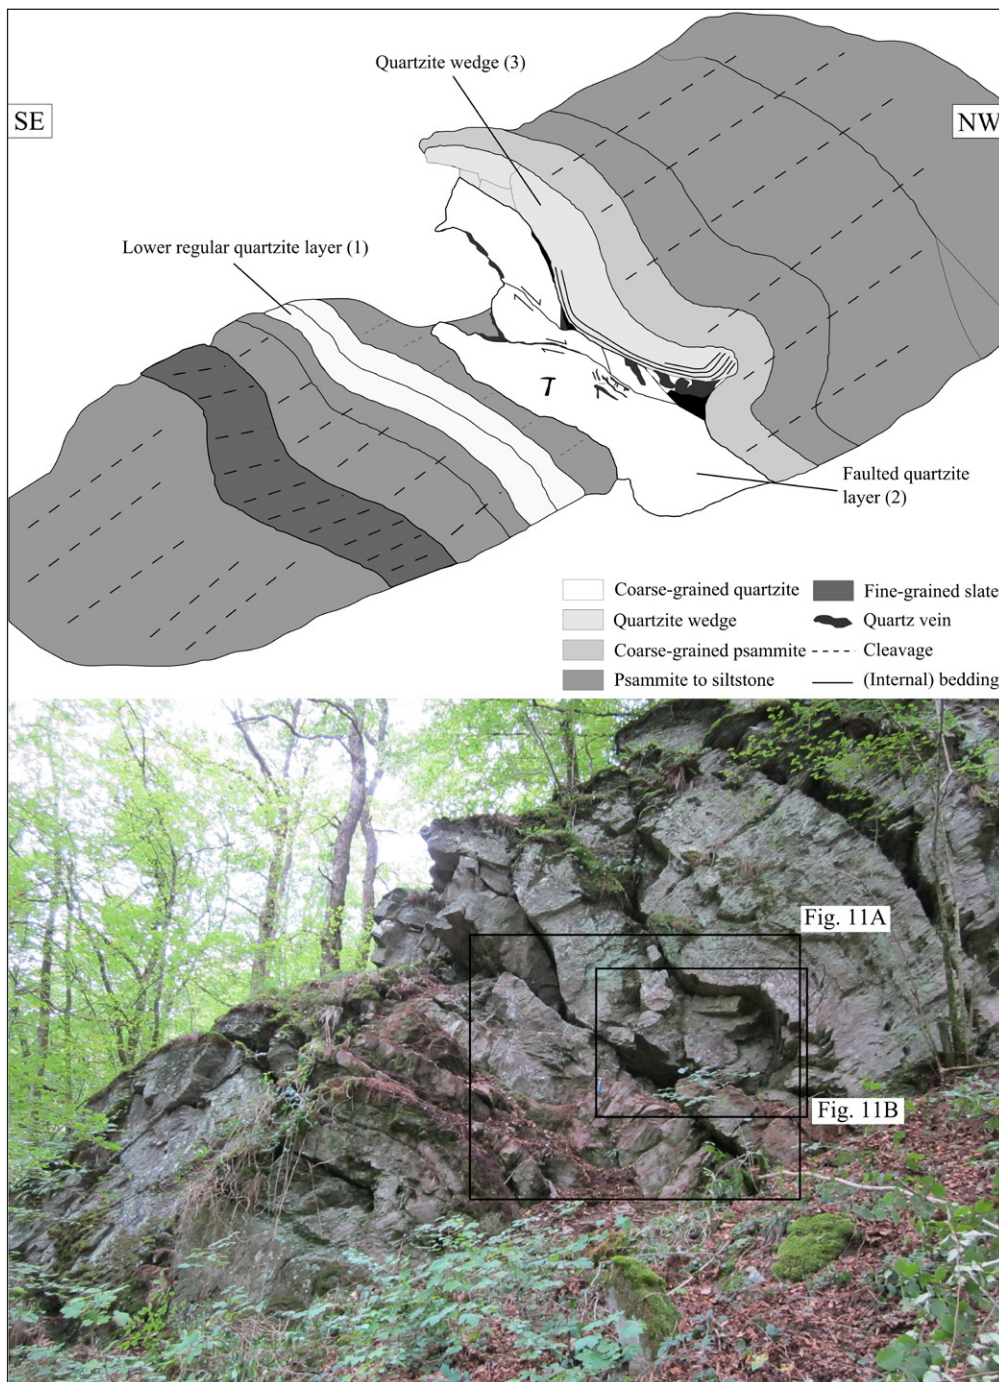 Quartzite wedge (3)
SE
NW
Lower regular quartzite layer (1)
T
Faulted quartzite
layer (2)
Coarse-grained quartzite
Fine-grained slate
Quartzite wedge
Quartz vein
Coarse-grained psammite
Cleavage
Psammite to siltstone
(Internal) bedding
Fig. 11A
Fig. 11B